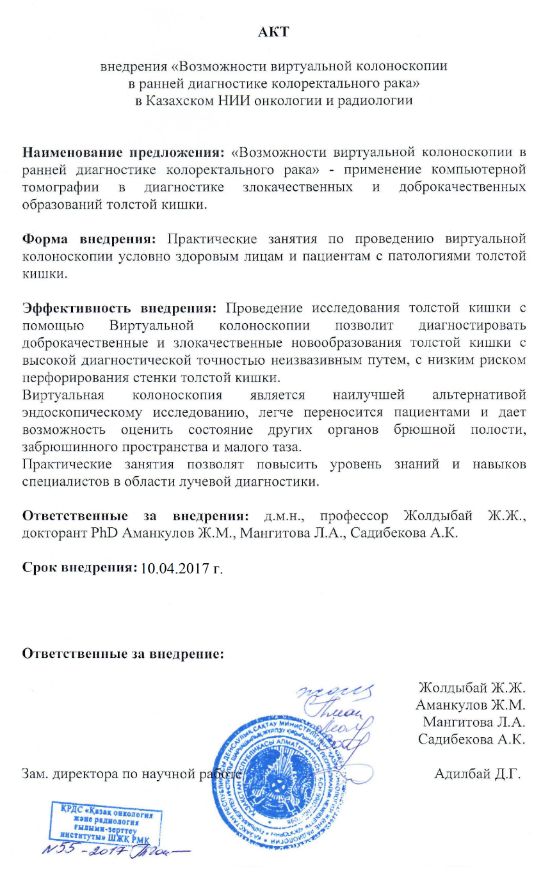 АКТ
внедрения «Возможности виртуальной колоноскопии
в ранней диагностике колоректального рака»
в Казахском НИИ онкологии и радиологии
Наименование предложения: «Возможности виртуальной колоноскопии в
ранней диагностике колоректального рака» - применение компьютерной
томографии в диагностике злокачественных и доброкачественных
образований толстой кишки.
Форма внедрения: Практические занятия по проведению виртуальной
колоноскопии условно здоровым лицам и пациентам с патологиями толстой
кишки.
Эффективность внедрения: Проведение исследования толстой кишки с
помощью Виртуальной колоноскопии позволит диагностировать
доброкачественные и злокачественные новообразования толстой кишки с
высокой диагностической точностью неизвазивным путем, с низким риском
перфорирования стенки толстой кишки.
Виртуальная колоноскопия является наилучшей альтернативой
эндоскопическому исследованию, легче переносится пациентами и дает
возможность оценить состояние других органов брюшной полости,
забрюшинного пространства и малого таза.
Практические занятия позволят повысить уровень знаний и навыков
специалистов в области лучевой диагностики.
Ответственные за внедрения: д.м.н., профессор Жолдыбай Ж.Ж.,
докторант PhD Аманкулов Ж.М., Мангитова Л.А., Садибекова А.К.
Срок внедрения: 10.04.2017 г.
Ответственные за внедрение:
Жолдыбай Ж.Ж.
Аманкулов Ж.М.
Мангитова Л.А.
Садибекова А.К.
Зам. директора по научной работе Адилбай Д.Г.
ҚРДС «Қазақ онкология
және радиология
ғылыми-зерттеу
институты» ШЖҚ РМК
№55-2017